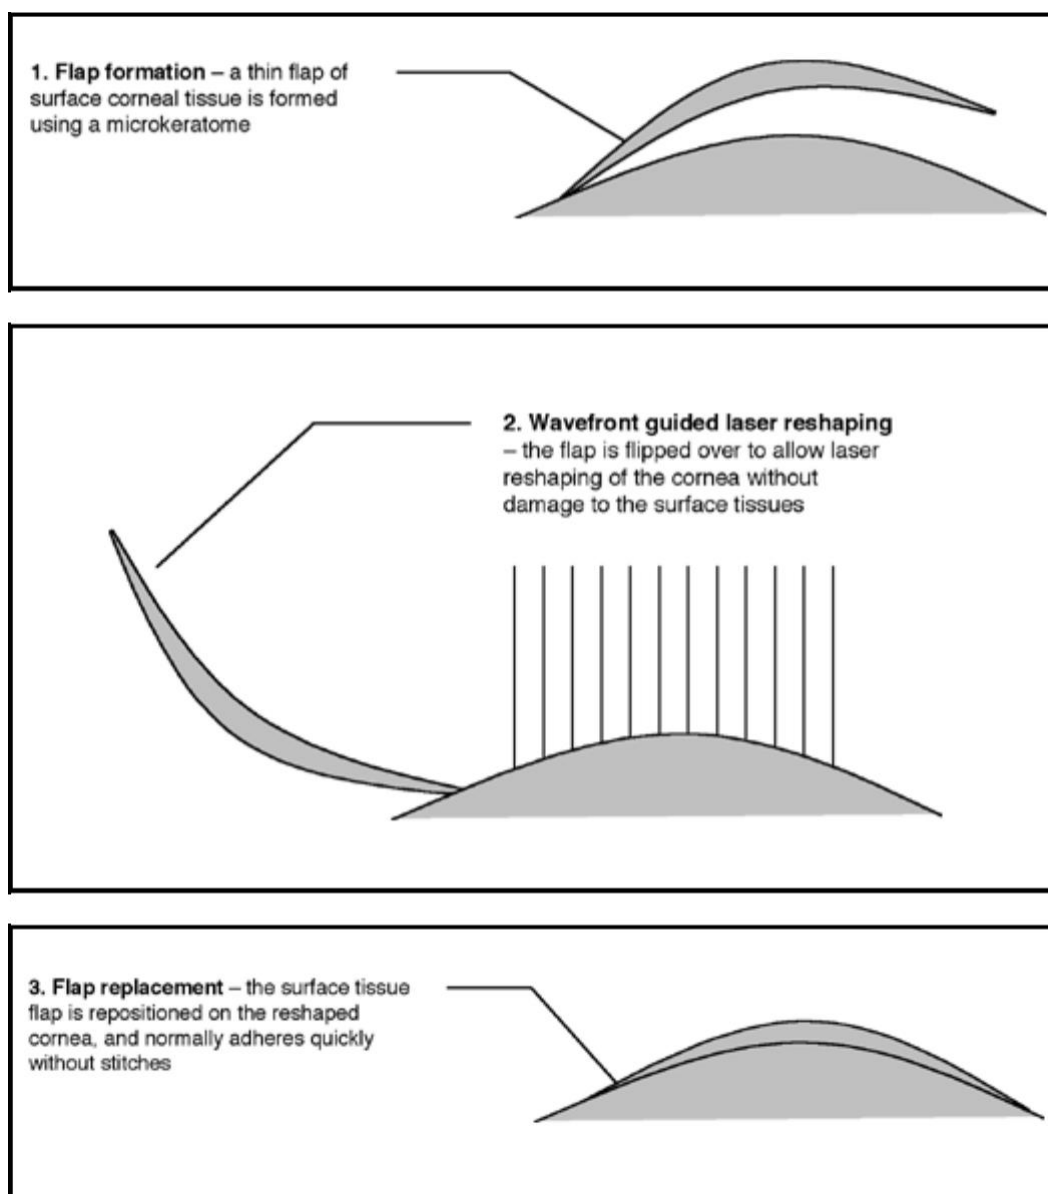 1. Flap formation – a thin flap of
surface corneal tissue is formed
using a microkeratome
2. Wavefront guided laser reshaping
– the flap is flipped over to allow laser
reshaping of the cornea without
damage to the surface tissues
3. Flap replacement – the surface tissue
flap is repositioned on the reshaped
cornea, and normally adheres quickly
without stitches